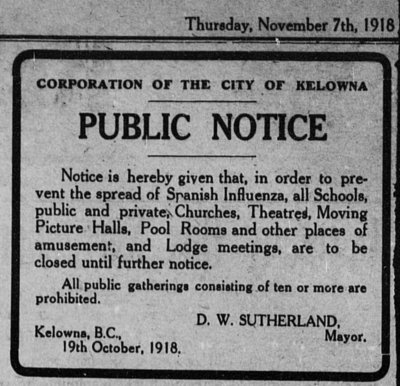 Thursday, November 7th, 1918
CORPORATION OF THE CITY OF KELOWNA
PUBLIC NOTICE
Notice is hereby given that, in order to pre-
vent the spread of Spanish Influenza, all Schools,
public and private, Churches, Theatres, Moving
Picture Halls, Pool Rooms and other places of
amusement, and Lodge meetings, are to be
closed until further notice.
All public gatherings consisting of ten or more are
prohibited.
D. W. SUTHERLAND,
Kelowna, B.C., Mayor.
19th October, 1918.